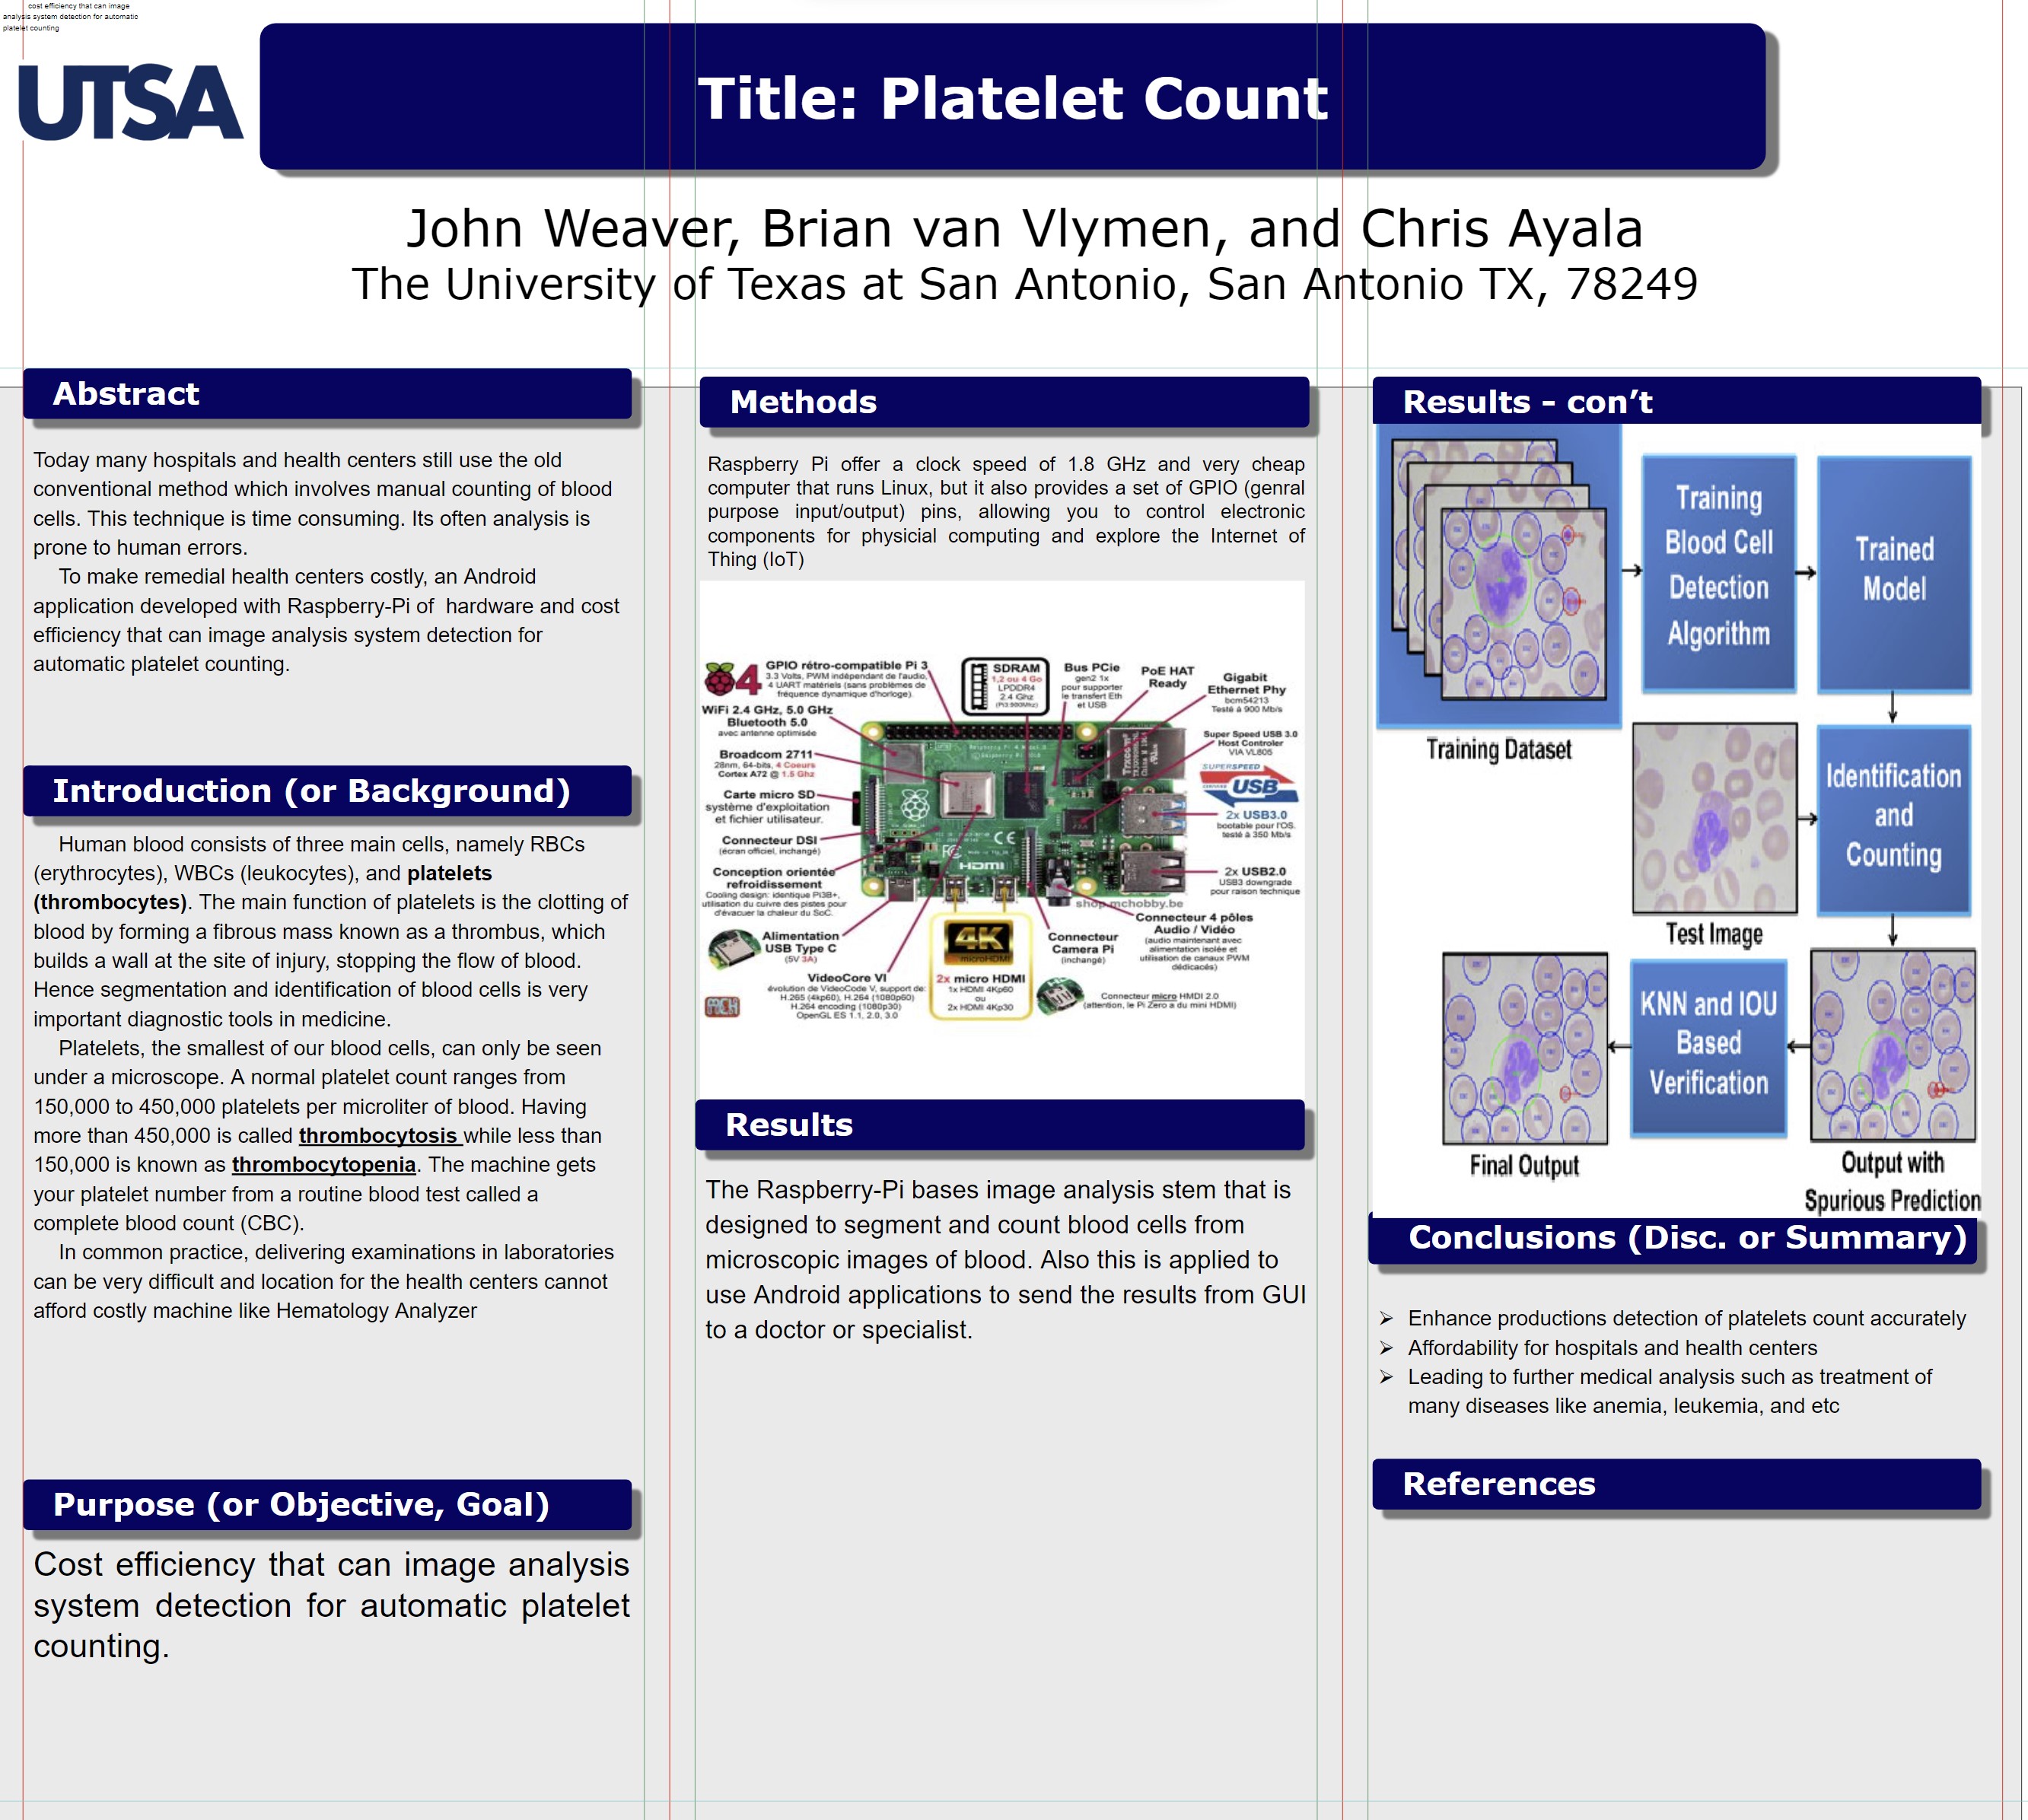 cost efficiency that can image
analysis system detection for automatic
platelet counting
UTSA
Title: Platelet Count
John Weaver, Brian van Vlymen, and Chris Ayala
The University of Texas at San Antonio, San Antonio TX, 78249
Abstract
Today many hospitals and health centers still use the old
conventional method which involves manual counting of blood
cells. This technique is time consuming. Its often analysis is
prone to human errors.
To make remedial health centers costly, an Android
application developed with Raspberry-Pi of  hardware and cost
efficiency that can image analysis system detection for
automatic platelet counting.
Introduction (or Background)
Human blood consists of three main cells, namely RBCs
(erythrocytes), WBCs (leukocytes), and platelets
(thrombocytes). The main function of platelets is the clotting of
blood by forming a fibrous mass known as a thrombus, which
builds a wall at the site of injury, stopping the flow of blood.
Hence segmentation and identification of blood cells is very
important diagnostic tools in medicine.
Platelets, the smallest of our blood cells, can only be seen
under a microscope. A normal platelet count ranges from
150,000 to 450,000 platelets per microliter of blood. Having
more than 450,000 is called thrombocytosis while less than
150,000 is known as thrombocytopenia. The machine gets
your platelet number from a routine blood test called a
complete blood count (CBC).
In common practice, delivering examinations in laboratories
can be very difficult and location for the health centers cannot
afford costly machine like Hematology Analyzer
Purpose (or Objective, Goal)
Cost efficiency that can image analysis
system detection for automatic platelet
counting.
Methods
Raspberry Pi offer a clock speed of 1.8 GHz and very cheap
computer that runs Linux, but it also provides a set of GPIO (genral
purpose input/output) pins, allowing you to control electronic
components for physicial computing and explore the Internet of
Thing (IoT)
4
GPIO rétro-compatible Pi 3
3.3 Volts, PWM indépendant de l'audio,
4 UART matériels (sans problèmes de
fréquence dynamique d'horloge).
WiFi 2.4 GHz, 5.0 GHz
Bluetooth 5.0
avec antenne optimisée
Broadcom 2711
28nm, 64-bits, 4 Coeurs
Cortex A72 @ 1.5 Ghz
Carte micro SD
système d'exploitation
et fichier utilisateur.
Connecteur DSI
(écran officiel, inchangé)
Conception orientée
refroidissement
Cooling design: identique Pi3B+,
utilisation du cuivre des pistes pour
d'évacuer la chaleur du SoC.
Alimentation
USB Type C
(5V 3A)
VideoCore VI
évolution de VideoCode V, support de:
H.265 (4kp60), H.264 (1080p60)
H.264 encoding (1080p30)
OpenGL ES 1.1, 2.0, 3.0
MCH
SDRAM
1,2 ou 4 Go
LPDDR4
2.4 Ghz
(Pi3:900Mhz)
Bus PCie
gen2 1x
pour supporter
le transfert Eth
et USB
PoE HAT
Ready
Gigabit
Ethernet Phy
bcm54213
Testé à 900 Mb/s
Super Speed USB 3.0
Host Controler
VIA VL805
SUPERSPEED
USB
2x USB3.0
bootable pour l'OS.
testé à 350 Mb/s
2x USB2.0
USB3 downgrade
pour raison technique
HDMI
shop.mchobby.be
4K
microHDMI
2x micro HDMI
1x HDMI 4Kp60
ou
2x HDMI 4Kp30
Connecteur
Camera Pi
(inchangé)
Connecteur 4 pôles
Audio / Vidéo
(audio maintenant avec
alimentation isolée et
utilisation de canaux PWM
dédicacés)
Connecteur micro HMDI 2.0
(attention, le Pi Zero a du mini HDMI)
Results
The Raspberry-Pi bases image analysis stem that is
designed to segment and count blood cells from
microscopic images of blood. Also this is applied to
use Android applications to send the results from GUI
to a doctor or specialist.
Results – con’t
Training Dataset
Training
Blood Cell
Detection
Algorithm
Trained
Model
Test Image
Identification
and
Counting
Final Output
KNN and IOU
Based
Verification
Output with
Spurious Prediction
Conclusions (Disc. or Summary)
➢ Enhance productions detection of platelets count accurately
➢ Affordability for hospitals and health centers
➢ Leading to further medical analysis such as treatment of
many diseases like anemia, leukemia, and etc
References